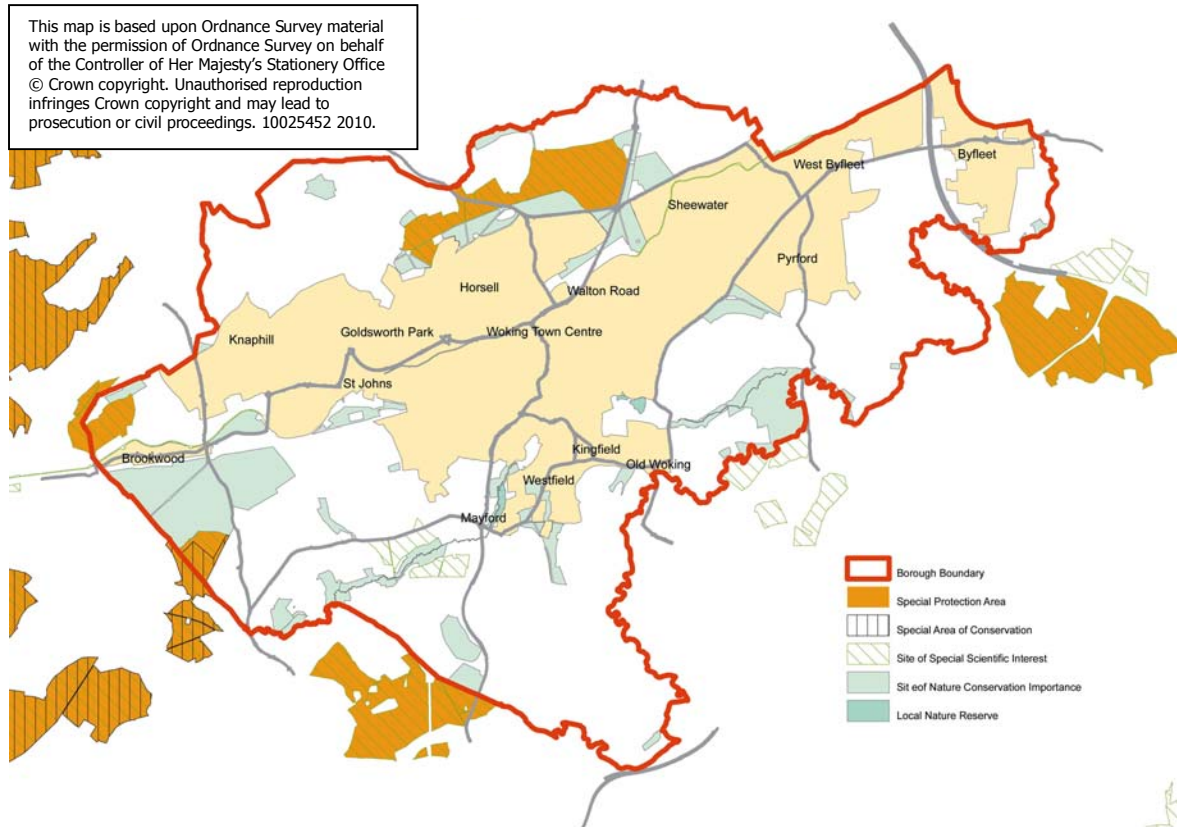 This map is based upon Ordnance Survey material
with the permission of Ordnance Survey on behalf
of the Controller of Her Majesty's Stationery Office
© Crown copyright. Unauthorised reproduction
infringes Crown copyright and may lead to
prosecution or civil proceedings. 10025452 2010.
West Byfleet
Byfleet
Sheewater
Pyrford
Horsell
Walton Road
Knaphill
Goldsworth Park
Woking Town Centre
St Johns
Brookwood
Kingfield
Old Woking
Westfield
Mayford
Borough Boundary
Special Protection Area
Special Area of Conservation
Site of Special Scientific Interest
Sit eof Nature Conservation Importance
Local Nature Reserve